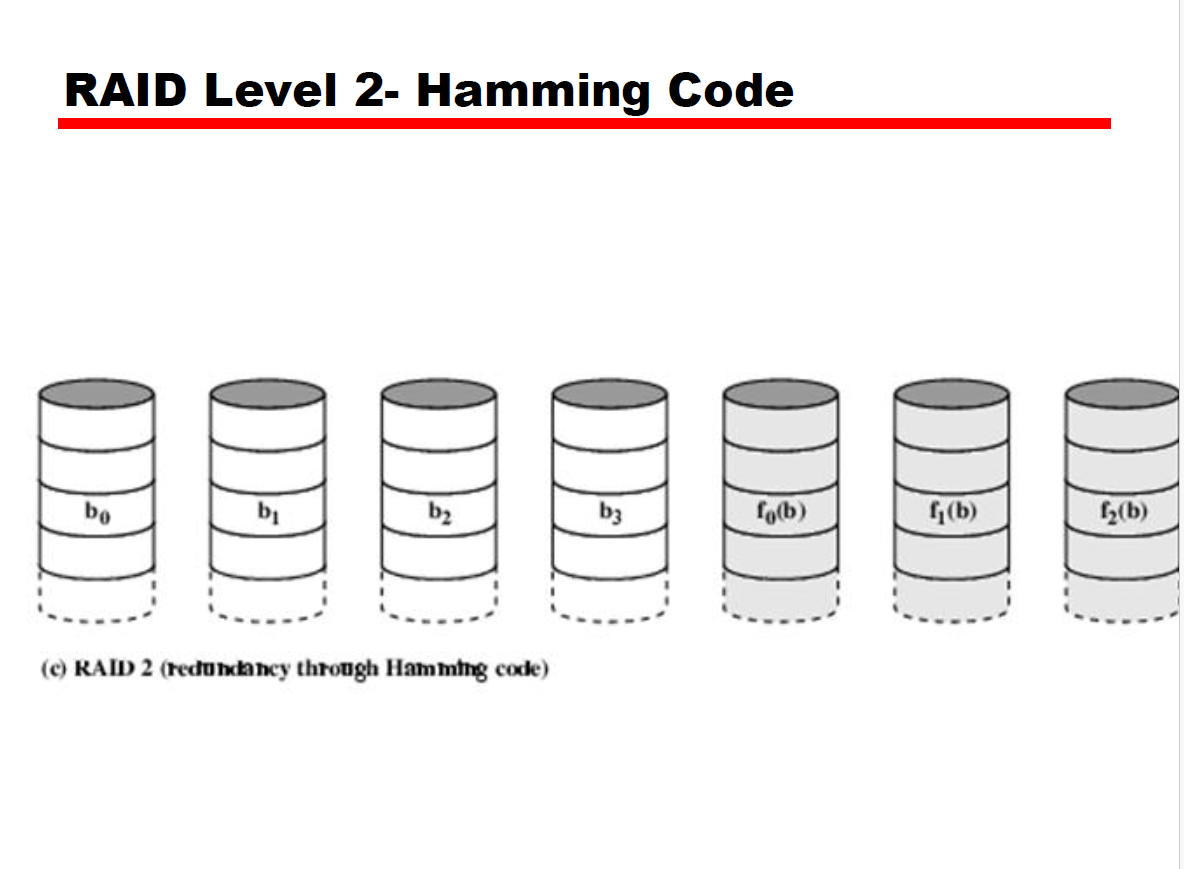 RAID Level 2- Hamming Code
b₀ b₁ b₂ b₃ f₀(b) f₁(b) f₂(b)
(c) RAID 2 (redundancy through Hamming code)